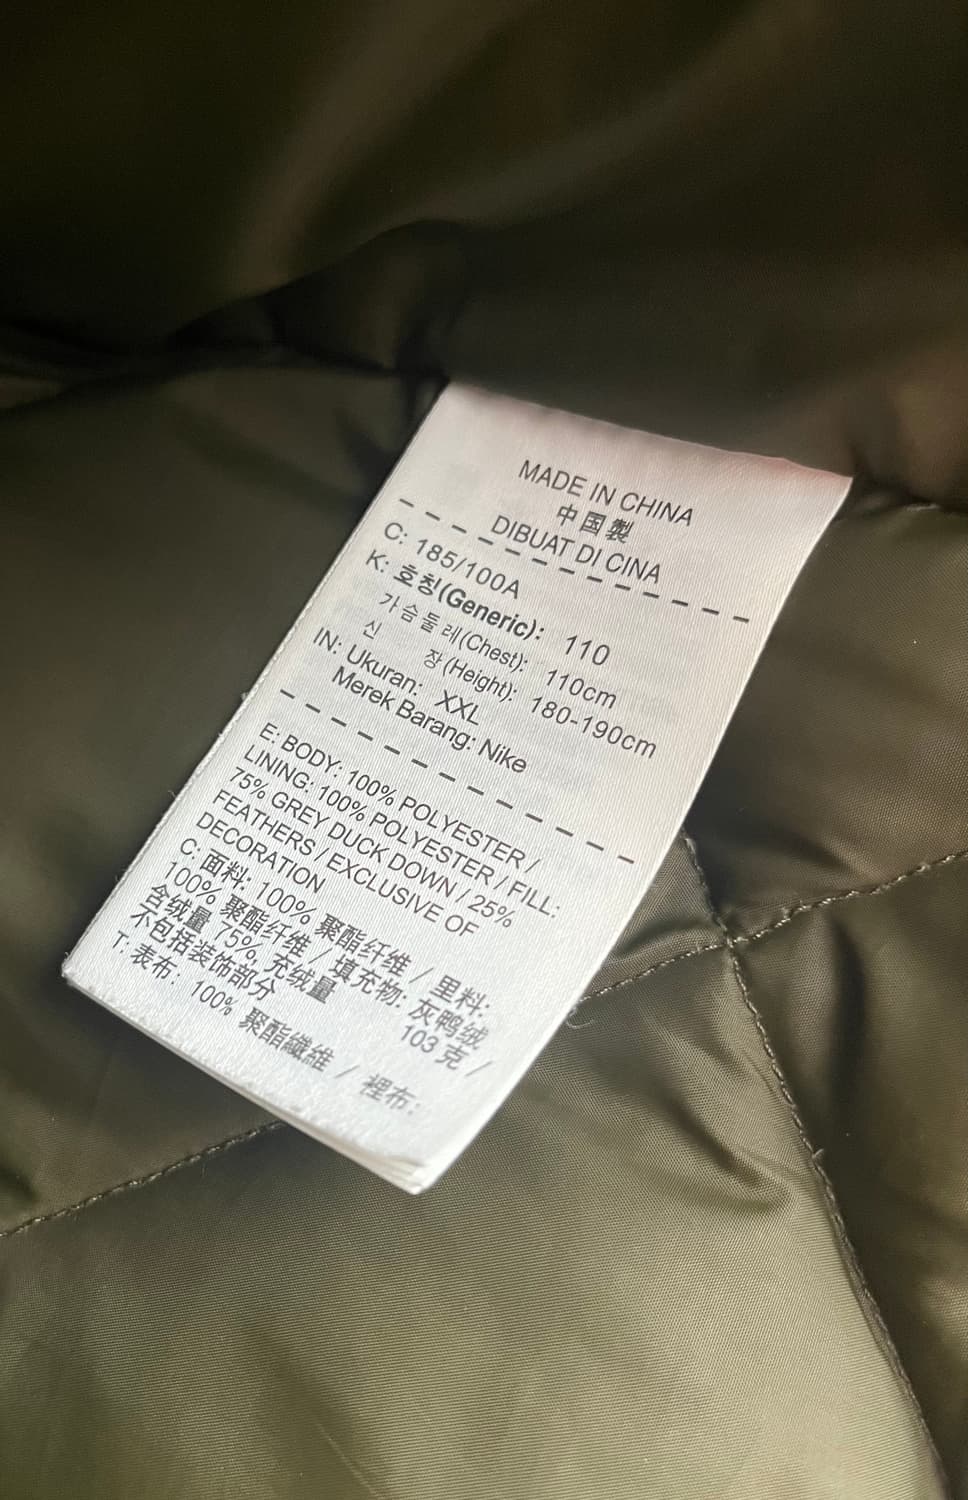 MADE IN CHINA
中国製
DIBUAT DI CINA
C: 185/100A
K: 호칭(Generic): 110
가슴둘레(Chest): 110cm
신 장(Height): 180-190cm
IN: Ukuran: XXL
Merek Barang: Nike
E: BODY: 100% POLYESTER /
LINING: 100% POLYESTER / FILL:
75% GREY DUCK DOWN / 25%
FEATHERS / EXCLUSIVE OF
DECORATION
C: 面料: 100% 聚酯纤维 / 里料:
100% 聚酯纤维 / 填充物: 灰鸭绒
含绒量 75%, 充绒量 103 克 /
不包括装饰部分
T: 表布: 100% 聚酯纖維 / 裡布: